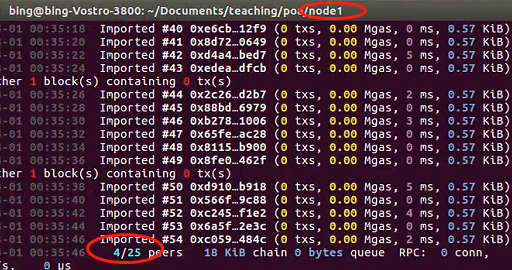 bing@bing-Vostro-3800: ~/Documents/teaching/poa/node1
-01 00:35:18 Imported #40 0xe6cb…12f9 (0 txs, 0.00 Mgas, 0 ms, 0.57 KiB)
-01 00:35:20 Imported #41 0x8d72…0649 (0 txs, 0.00 Mgas, 0 ms, 0.57 KiB)
-01 00:35:22 Imported #42 0xd4a4…bed7 (0 txs, 0.00 Mgas, 5 ms, 0.57 KiB)
-01 00:35:24 Imported #43 0xedea…dfcb (0 txs, 0.00 Mgas, 0 ms, 0.57 KiB)
ther 1 block(s) containing 0 tx(s)
-01 00:35:26 Imported #44 0x2c26…d2b7 (0 txs, 0.00 Mgas, 2 ms, 0.57 KiB)
-01 00:35:28 Imported #45 0x88bd…6979 (0 txs, 0.00 Mgas, 0 ms, 0.57 KiB)
-01 00:35:30 Imported #46 0xb278…1006 (0 txs, 0.00 Mgas, 3 ms, 0.57 KiB)
-01 00:35:32 Imported #47 0x65fe…ac28 (0 txs, 0.00 Mgas, 0 ms, 0.57 KiB)
-01 00:35:34 Imported #48 0x8115…b900 (0 txs, 0.00 Mgas, 0 ms, 0.57 KiB)
-01 00:35:36 Imported #49 0x8fe0…462f (0 txs, 0.00 Mgas, 0 ms, 0.57 KiB)
ther 1 block(s) containing 0 tx(s)
-01 00:35:38 Imported #50 0xd910…b918 (0 txs, 0.00 Mgas, 5 ms, 0.57 KiB)
-01 00:35:40 Imported #51 0x566f…9c88 (0 txs, 0.00 Mgas, 0 ms, 0.57 KiB)
-01 00:35:42 Imported #52 0xc245…f1e2 (0 txs, 0.00 Mgas, 4 ms, 0.57 KiB)
-01 00:35:44 Imported #53 0x6a5f…2e3c (0 txs, 0.00 Mgas, 0 ms, 0.57 KiB)
-01 00:35:46 Imported #54 0xc059…484c (0 txs, 0.00 Mgas, 2 ms, 0.57 KiB)
-01 00:35:46 4/25 peers 18 KiB chain 0 bytes queue RPC: 0 conn,
/s, 0 µs